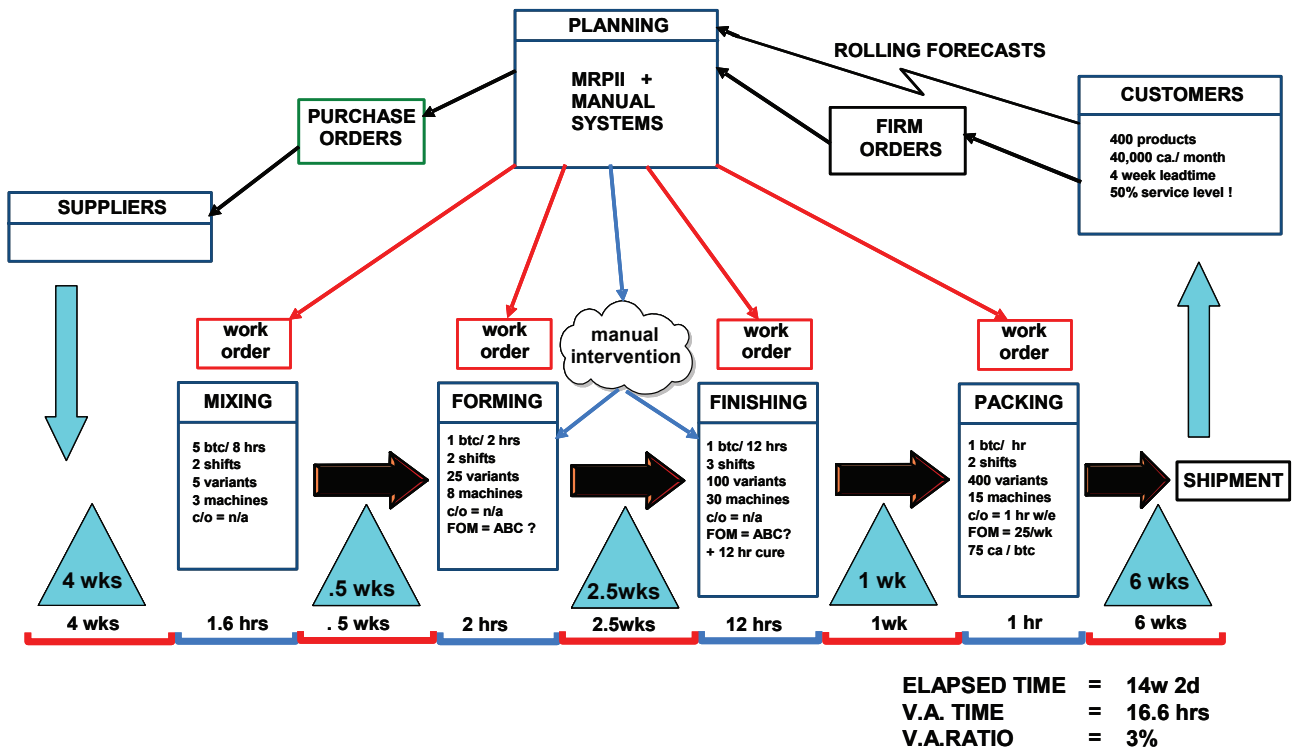 PLANNING
MRPII + 
MANUAL
SYSTEMS
ROLLING FORECASTS
CUSTOMERS
400 products
40,000 ca./ month
4 week leadtime
50% service level !
PURCHASE
ORDERS
FIRM
ORDERS
SUPPLIERS
work
order
work
order
manual
intervention
work
order
work
order
MIXING
5 btc/ 8 hrs
2 shifts
5 variants
3 machines
c/o = n/a
FORMING
1 btc/ 2 hrs
2 shifts
25 variants
8 machines
c/o = n/a
FOM = ABC ?
FINISHING
1 btc/ 12 hrs
3 shifts
100 variants
30 machines
c/o = n/a
FOM = ABC?
+ 12 hr cure
PACKING
1 btc/ hr
2 shifts
400 variants
15 machines
c/o = 1 hr w/e
FOM = 25/wk
75 ca / btc
SHIPMENT
4 wks
.5 wks
2.5wks
1 wk
6 wks
4 wks
1.6 hrs
. 5 wks
2 hrs
2.5wks
12 hrs
1wk
1 hr
6 wks
ELAPSED TIME = 14w 2d
V.A. TIME = 16.6 hrs
V.A.RATIO = 3%